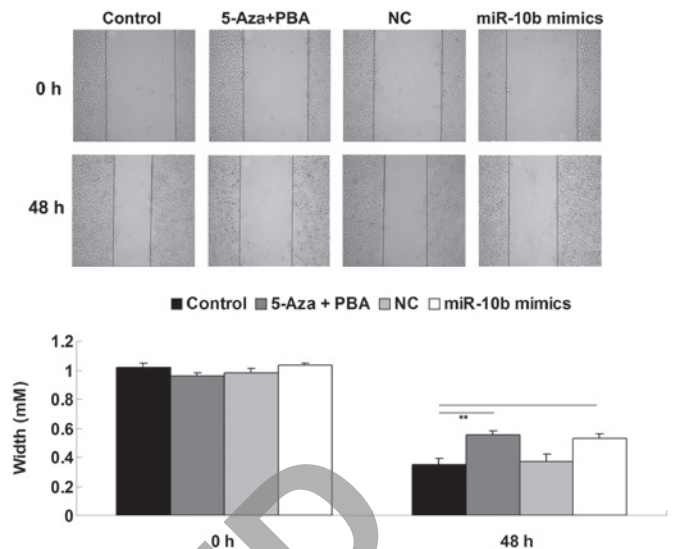 Control 5-Aza+PBA NC miR-10b mimics
0 h
48 h
Control 5-Aza + PBA NC miR-10b mimics
Width (mM)
1.2
1
0.8
0.6
0.4
0.2
0
**
0 h 48 h